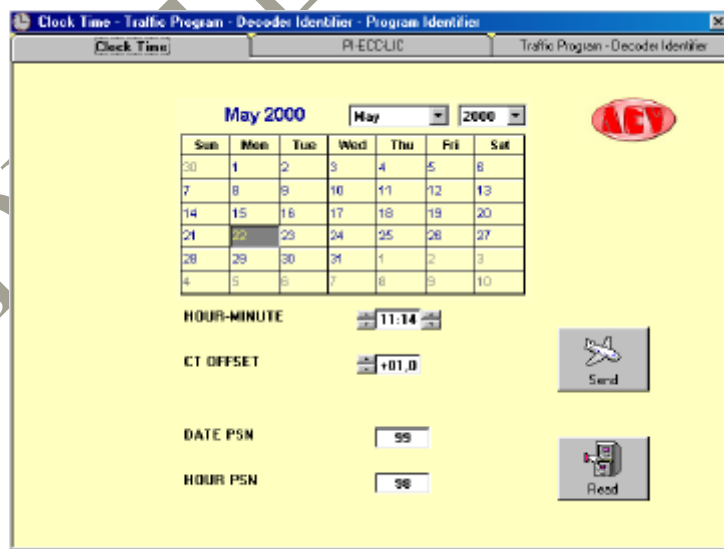 Clock Time - Traffic Program - Decoder Identifier - Program Identifier
Clock Time PI-ECC-LIC Traffic Program - Decoder Identifier
May 2000 May 2000
AEV
Sun Mon Tue Wed Thu Fri Sat
30 1 2 3 4 5 6
7 8 9 10 11 12 13
14 15 16 17 18 19 20
21 22 23 24 25 26 27
28 29 30 31 1 2 3
4 5 6 7 8 9 10
HOUR-MINUTE 11:14
CT OFFSET +01,0
Send
DATE PSN 99
HOUR PSN 98
Read